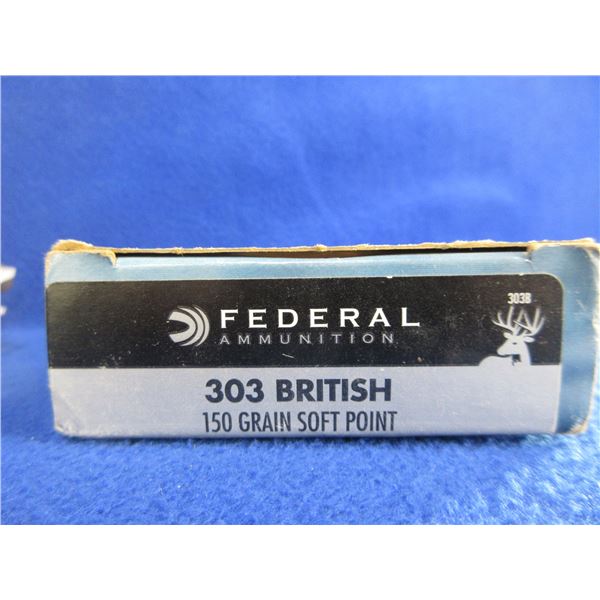 303B
FEDERAL
AMMUNITION
303 BRITISH
150 GRAIN SOFT POINT